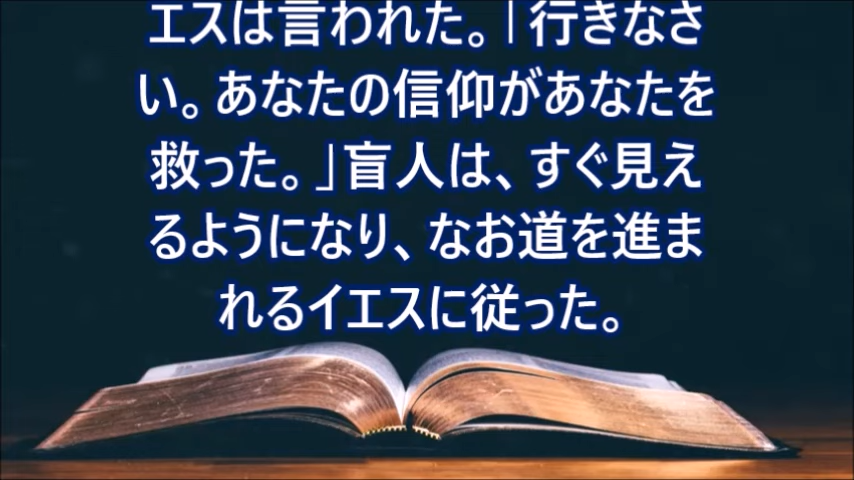 エスは言われた。「行きなさ
い。あなたの信仰があなたを
救った。」盲人は、すぐ見え
るようになり、なお道を進ま
れるイエスに従った。